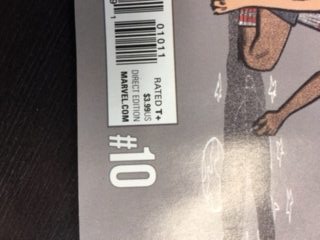 01011
RATED T+
$3.99US
DIRECT EDITION
MARVEL.COM
#10